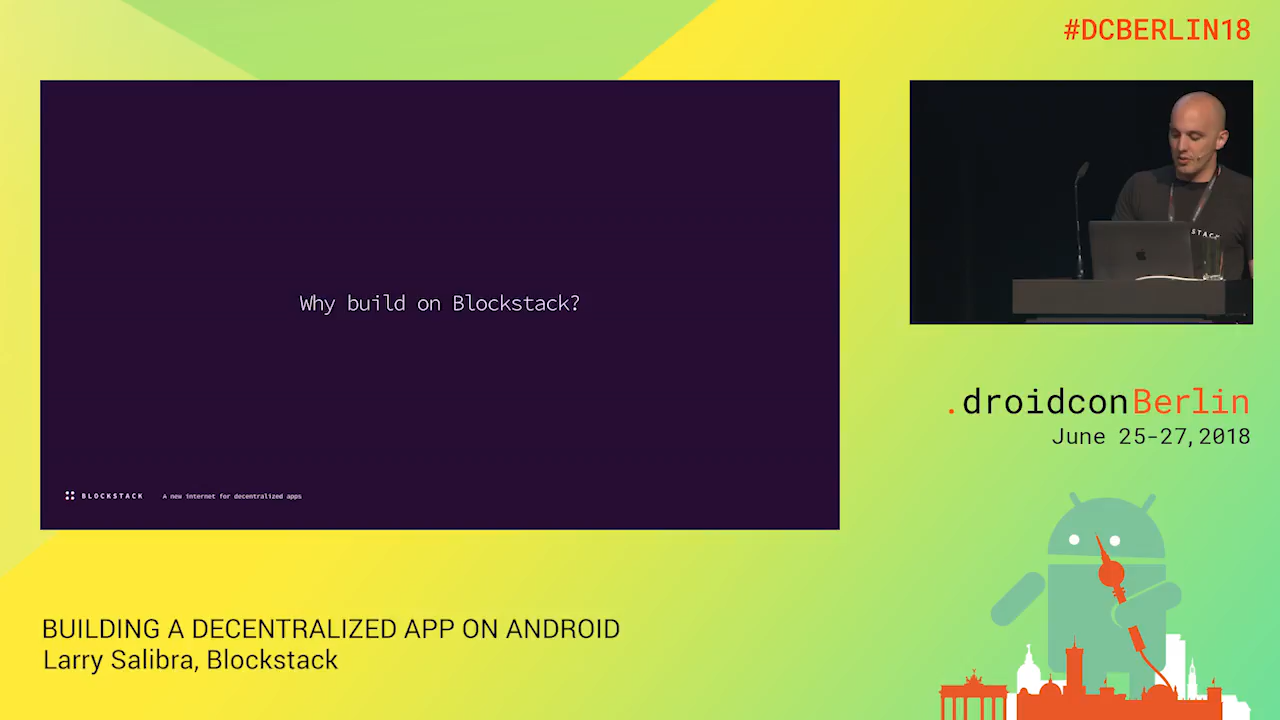 #DCBERLIN18
Why build on Blockstack?
BLOCKSTACK A new internet for decentralized apps
.droidconBerlin
June 25-27,2018
BUILDING A DECENTRALIZED APP ON ANDROID
Larry Salibra, Blockstack